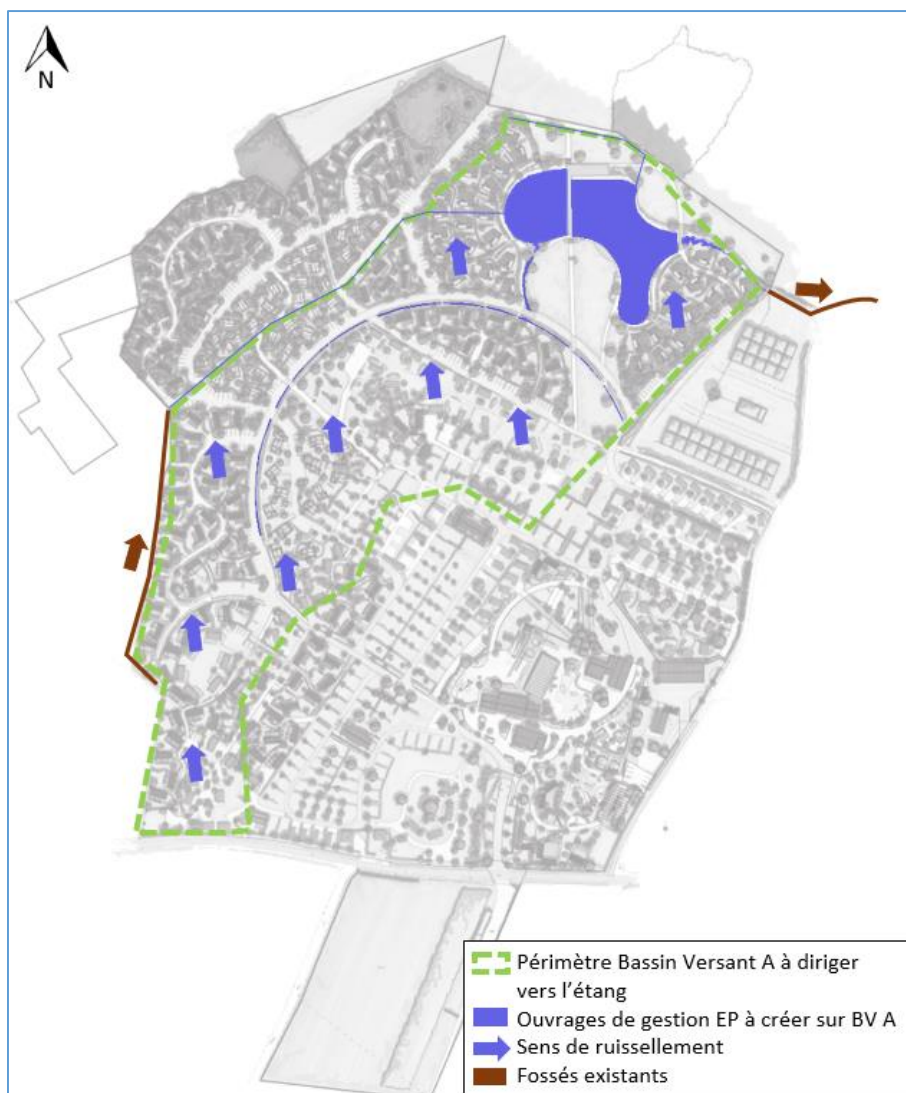 N
Périmètre Bassin Versant A à diriger
vers l'étang
Ouvrages de gestion EP à créer sur BV A
Sens de ruissellement
Fossés existants